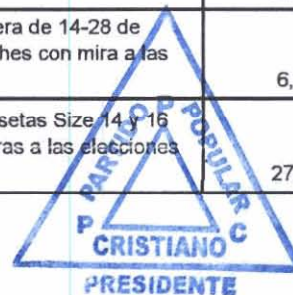 era de 14-28 de
hes con mira a las
6,
setas Size 14 y 16
ras a las elecciones
27
PARTIDO POPULAR
P P C
CRISTIANO
PRESIDENTE